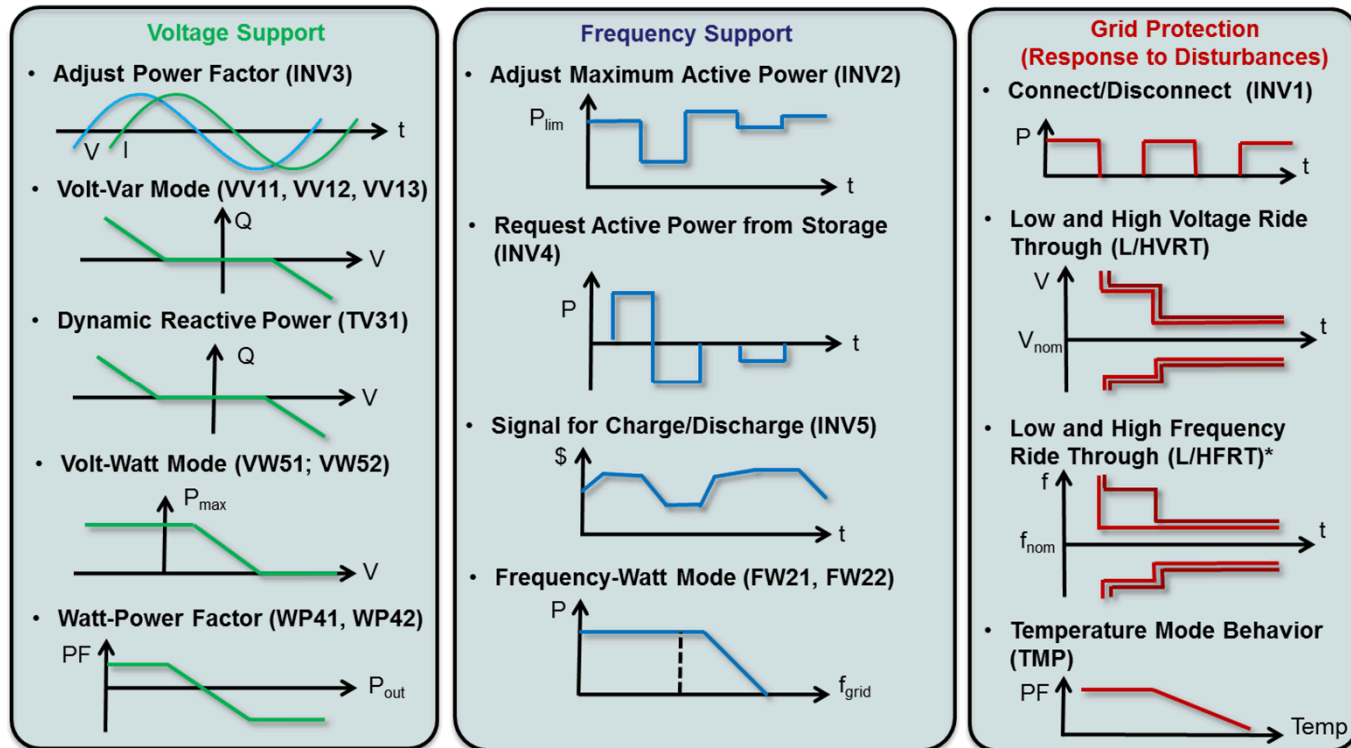 Voltage Support
• Adjust Power Factor (INV3)
t
V I
• Volt-Var Mode (VV11, VV12, VV13)
Q
V
• Dynamic Reactive Power (TV31)
Q
V
• Volt-Watt Mode (VW51; VW52)
Pmax
V
• Watt-Power Factor (WP41, WP42)
PF
Pout
Frequency Support
• Adjust Maximum Active Power (INV2)
Plim
t
• Request Active Power from Storage
(INV4)
P
t
• Signal for Charge/Discharge (INV5)
$
t
• Frequency-Watt Mode (FW21, FW22)
P
fgrid
Grid Protection
(Response to Disturbances)
• Connect/Disconnect (INV1)
P
t
• Low and High Voltage Ride
Through (L/HVRT)
V
t
Vnom
• Low and High Frequency
Ride Through (L/HFRT)*
f
t
fnom
• Temperature Mode Behavior
(TMP)
PF
Temp